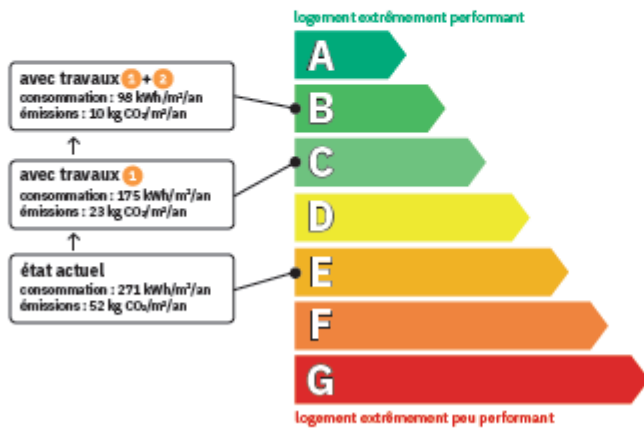 logement extrêmement performant
avec travaux 1 + 2
consommation : 98 kWh/m²/an
émissions : 10 kg CO₂/m²/an
avec travaux 1
consommation : 175 kWh/m²/an
émissions : 23 kg CO₂/m²/an
état actuel
consommation : 271 kWh/m²/an
émissions : 52 kg CO₂/m²/an
A
B
C
D
E
F
G
logement extrêmement peu performant